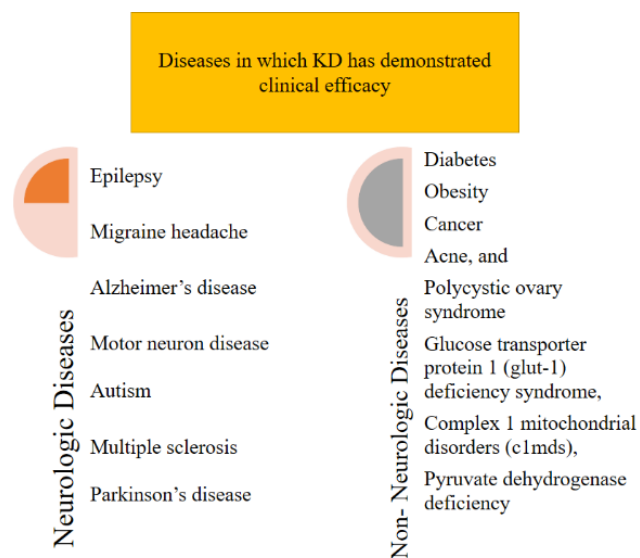 Diseases in which KD has demonstrated
clinical efficacy
Neurologic Diseases
Epilepsy
Migraine headache
Alzheimer’s disease
Motor neuron disease
Autism
Multiple sclerosis
Parkinson’s disease
Non- Neurologic Diseases
Diabetes
Obesity
Cancer
Acne, and
Polycystic ovary
syndrome
Glucose transporter
protein 1 (glut-1)
deficiency syndrome,
Complex 1 mitochondrial
disorders (c1mds),
Pyruvate dehydrogenase
deficiency